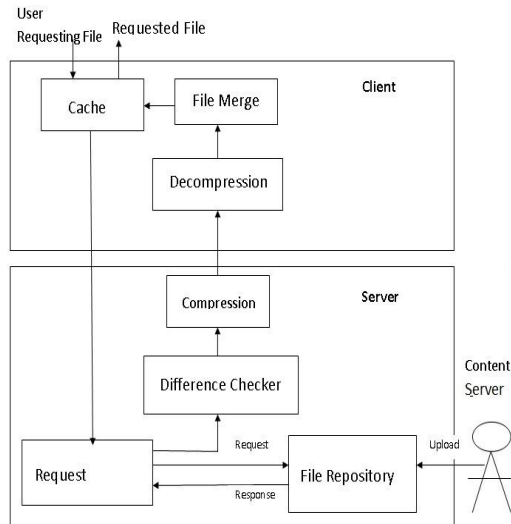 User
Requesting File
Requested File
Client
Cache
File Merge
Decompression
Compression
Server
Difference Checker
Content
Server
Request
Request
Response
File Repository
Upload